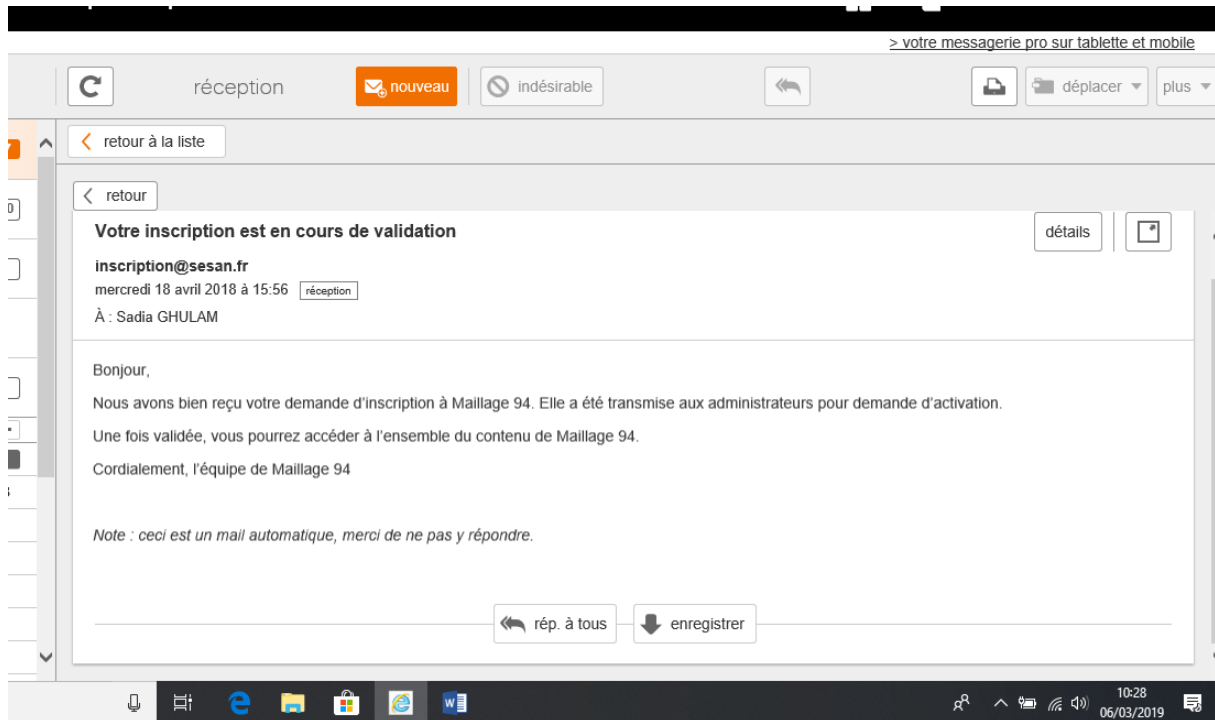 > votre messagerie pro sur tablette et mobile
réception
nouveau
indésirable
déplacer
plus
retour à la liste
retour
Votre inscription est en cours de validation
détails
inscription@sesan.fr
mercredi 18 avril 2018 à 15:56 réception
À : Sadia GHULAM
Bonjour,
Nous avons bien reçu votre demande d'inscription à Maillage 94. Elle a été transmise aux administrateurs pour demande d'activation.
Une fois validée, vous pourrez accéder à l'ensemble du contenu de Maillage 94.
Cordialement, l'équipe de Maillage 94
Note : ceci est un mail automatique, merci de ne pas y répondre.
rép. à tous
enregistrer
10:28
06/03/2019